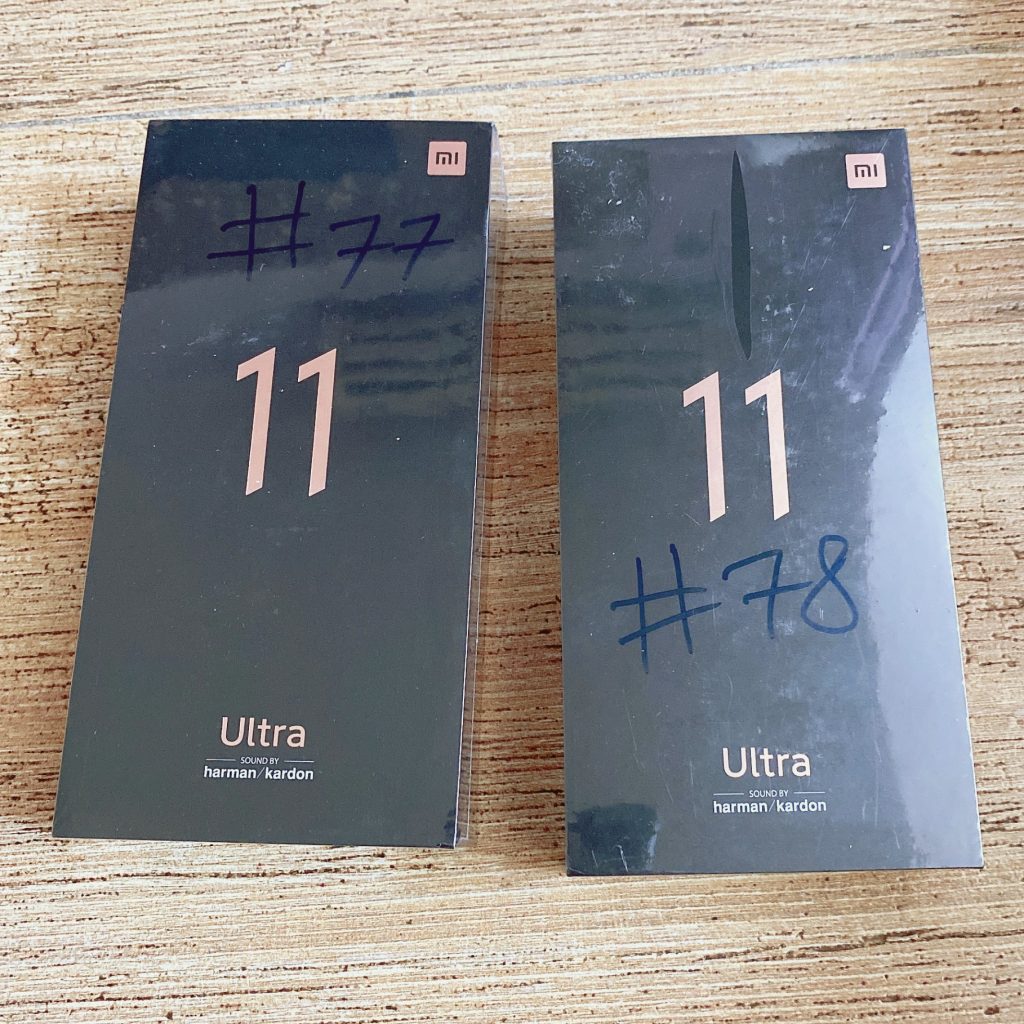 mi
#77
11
Ultra
SOUND BY
harman/kardon
mi
11
#78
Ultra
SOUND BY
harman/kardon